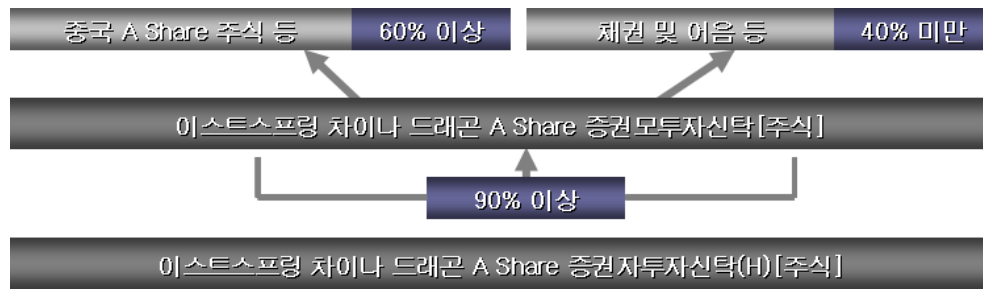 중국 A Share 주식 등 60% 이상 채권 및 어음 등 40% 미만
이스트스프링 차이나 드래곤 A Share 증권모투자신탁[주식]
90% 이상
이스트스프링 차이나 드래곤 A Share 증권자투자신탁(H)[주식]